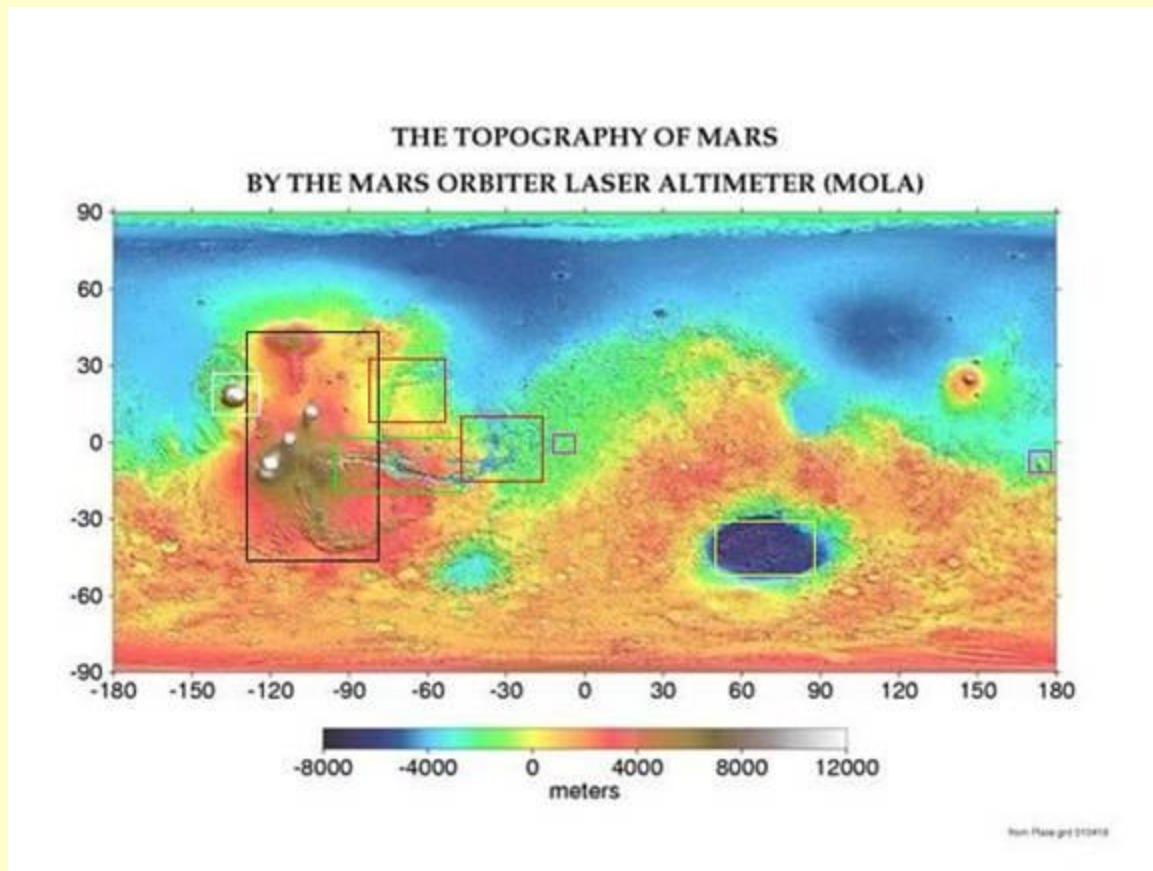 THE TOPOGRAPHY OF MARS
BY THE MARS ORBITER LASER ALTIMETER (MOLA)
90
60
30
0
-30
-60
-90
-180 -150 -120 -90 -60 -30 0 30 60 90 120 150 180
-8000 -4000 0 4000 8000 12000
meters
from